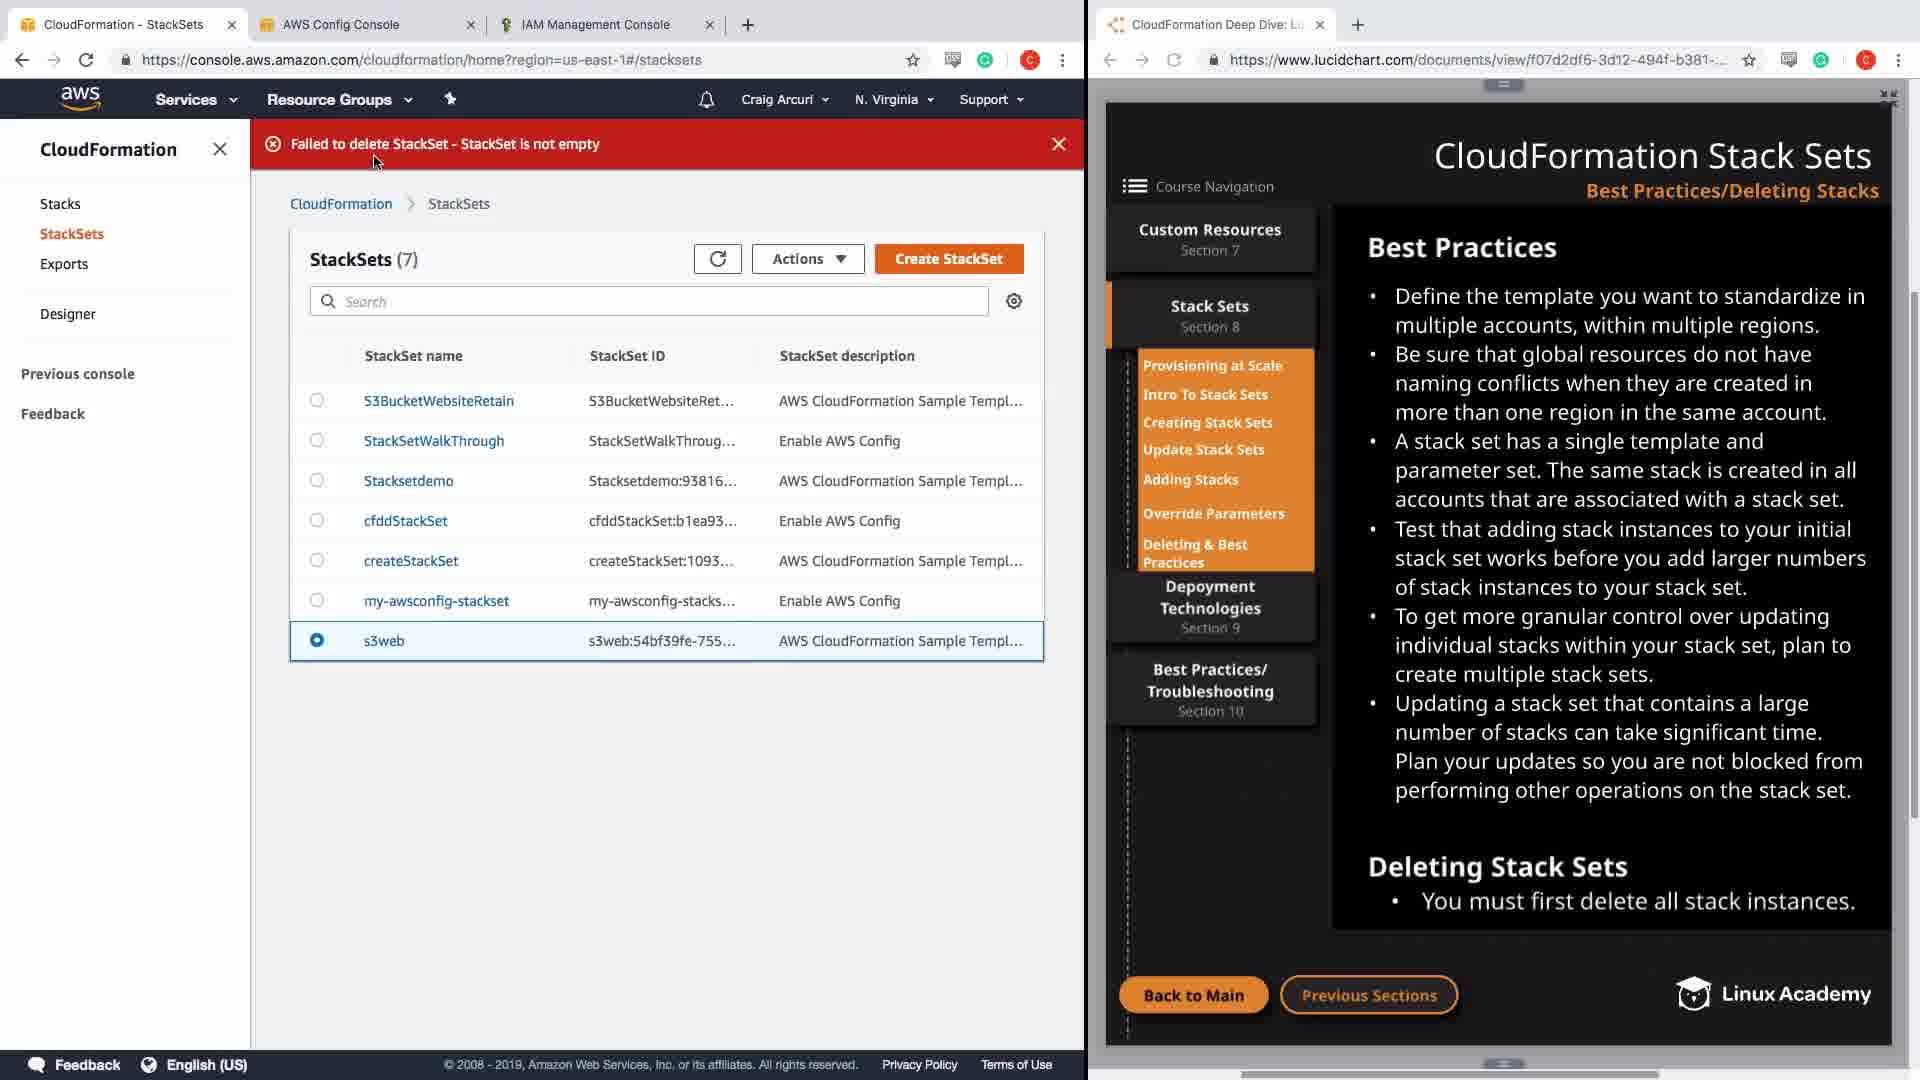 CloudFormation - StackSets
AWS Config Console
IAM Management Console
https://console.aws.amazon.com/cloudformation/home?region=us-east-1#/stacksets
C
aws
Services
Resource Groups
Craig Arcuri
N. Virginia
Support
CloudFormation
Stacks
StackSets
Exports
Designer
Previous console
Feedback
Failed to delete StackSet - StackSet is not empty
CloudFormation
StackSets
StackSets (7)
Actions
Create StackSet
Search
StackSet name StackSet ID StackSet description
S3BucketWebsiteRetain S3BucketWebsiteRet... AWS CloudFormation Sample Templ...
StackSetWalkThrough StackSetWalkThroug... Enable AWS Config
Stacksetdemo Stacksetdemo:93816... AWS CloudFormation Sample Templ...
cfddStackSet cfddStackSet:b1ea93... Enable AWS Config
createStackSet createStackSet:1093... AWS CloudFormation Sample Templ...
my-awsconfig-stackset my-awsconfig-stacks... Enable AWS Config
s3web s3web:54bf39fe-755... AWS CloudFormation Sample Templ...
Feedback
English (US)
© 2008 - 2019, Amazon Web Services, Inc. or its affiliates. All rights reserved.
Privacy Policy
Terms of Use
CloudFormation Deep Dive: Lu
https://www.lucidchart.com/documents/view/f07d2df5-3d12-494f-b381-...
C
CloudFormation Stack Sets
Best Practices/Deleting Stacks
Course Navigation
Custom Resources
Section 7
Stack Sets
Section 8
Provisioning at Scale
Intro To Stack Sets
Creating Stack Sets
Update Stack Sets
Adding Stacks
Override Parameters
Deleting & Best
Practices
Depoyment
Technologies
Section 9
Best Practices/
Troubleshooting
Section 10
Best Practices
• Define the template you want to standardize in
multiple accounts, within multiple regions.
• Be sure that global resources do not have
naming conflicts when they are created in
more than one region in the same account.
• A stack set has a single template and
parameter set. The same stack is created in all
accounts that are associated with a stack set.
• Test that adding stack instances to your initial
stack set works before you add larger numbers
of stack instances to your stack set.
• To get more granular control over updating
individual stacks within your stack set, plan to
create multiple stack sets.
• Updating a stack set that contains a large
number of stacks can take significant time.
Plan your updates so you are not blocked from
performing other operations on the stack set.
Deleting Stack Sets
• You must first delete all stack instances.
Back to Main
Previous Sections
Linux Academy